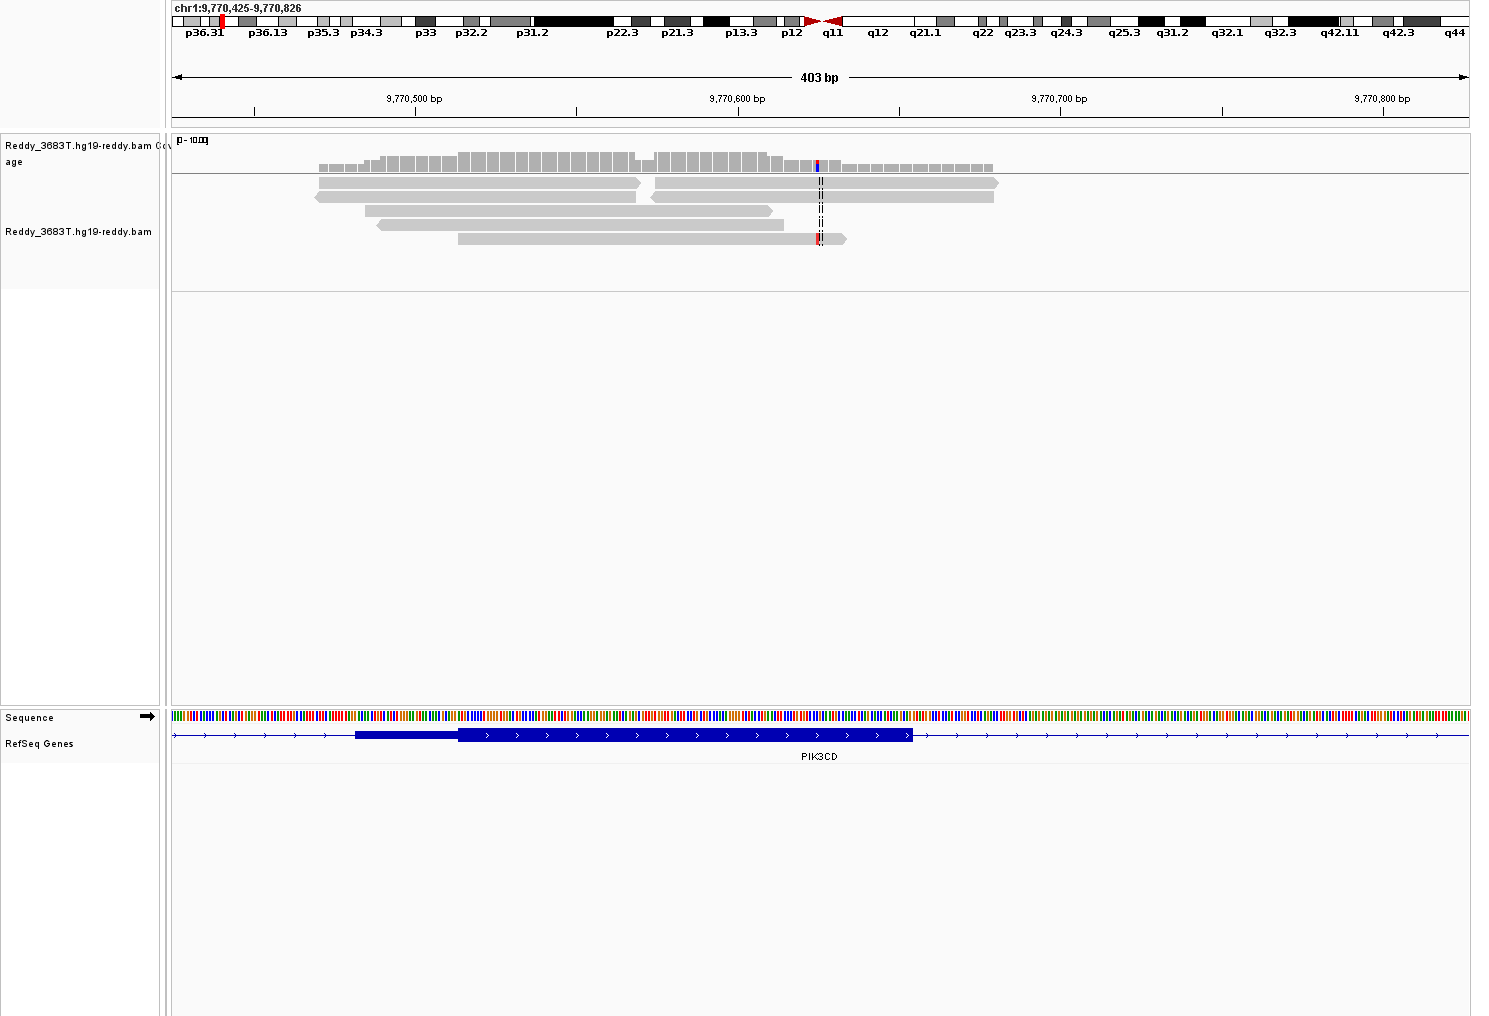 chr1:9,770,425-9,770,826
p36.31 p36.13 p35.3 p34.3 p33 p32.2 p31.2 p22.3 p21.3 p13.3 p12 q11 q12 q21.1 q22 q23.3 q24.3 q25.3 q31.2 q32.1 q32.3 q42.11 q42.3 q44
403 bp
9,770,500 bp 9,770,600 bp 9,770,700 bp 9,770,800 bp
Reddy_3683T.hg19-reddy.bam Cov
age
[0 - 10.00]
Reddy_3683T.hg19-reddy.bam
Sequence
RefSeq Genes
PIK3CD